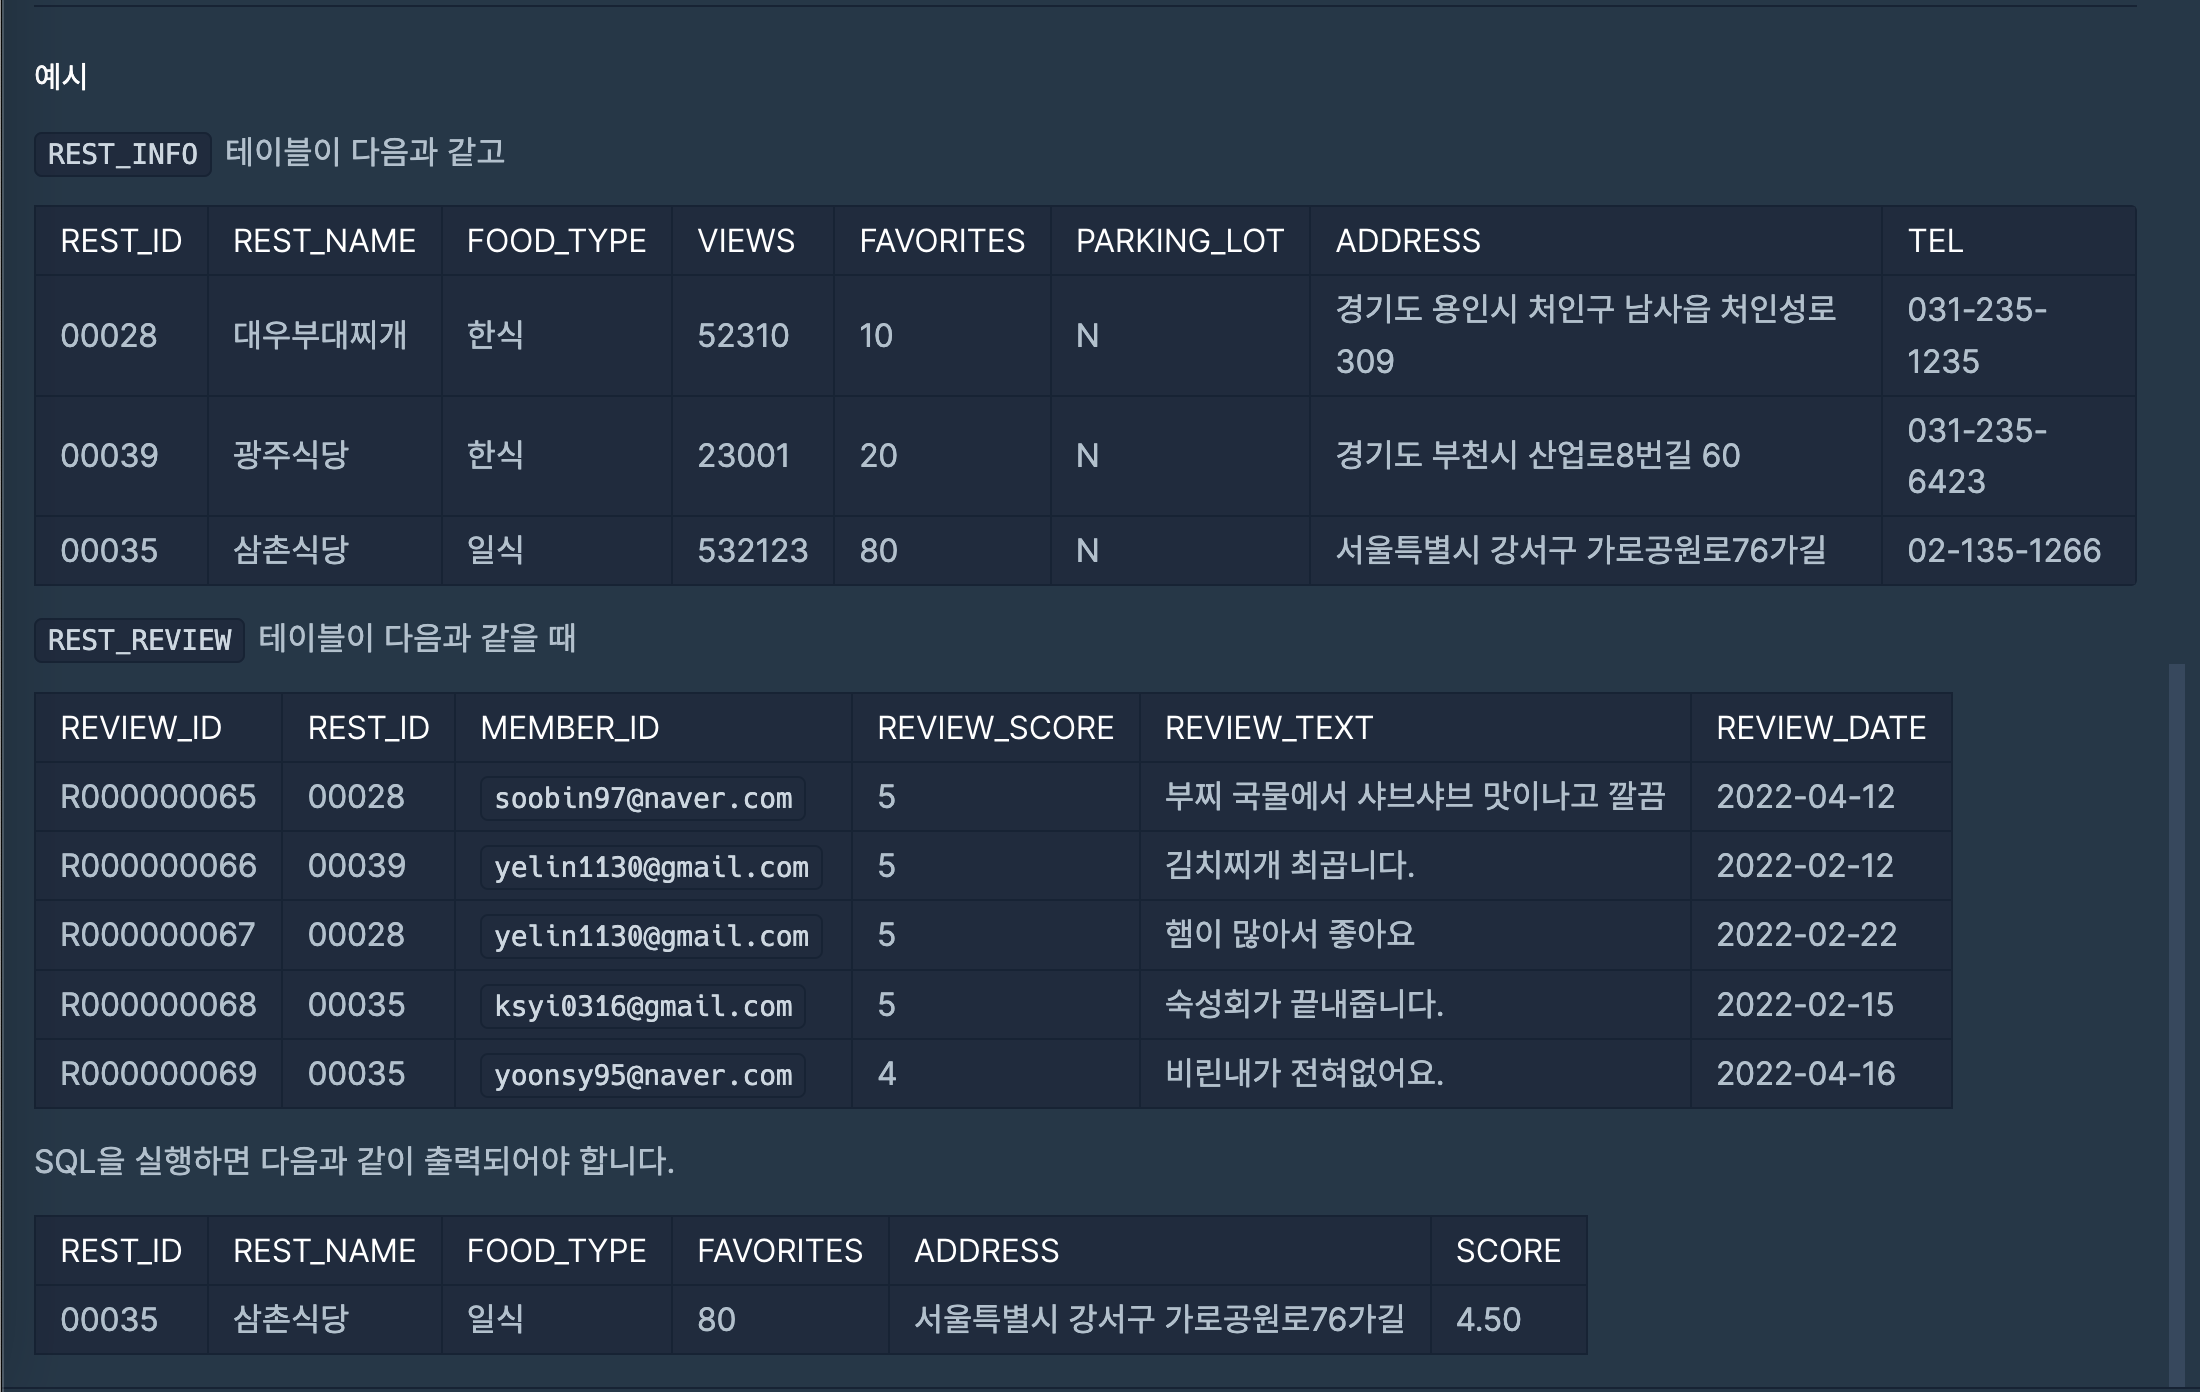 예시
REST_INFO 테이블이 다음과 같고
REST_ID REST_NAME FOOD_TYPE VIEWS FAVORITES PARKING_LOT ADDRESS TEL
00028 대우부대찌개 한식 52310 10 N 경기도 용인시 처인구 남사읍 처인성로 309 031-235-1235
00039 광주식당 한식 23001 20 N 경기도 부천시 산업로8번길 60 031-235-6423
00035 삼촌식당 일식 532123 80 N 서울특별시 강서구 가로공원로76가길 02-135-1266
REST_REVIEW 테이블이 다음과 같을 때
REVIEW_ID REST_ID MEMBER_ID REVIEW_SCORE REVIEW_TEXT REVIEW_DATE
R000000065 00028 soobin97@naver.com 5 부찌 국물에서 샤브샤브 맛이나고 깔끔 2022-04-12
R000000066 00039 yelin1130@gmail.com 5 김치찌개 최곱니다. 2022-02-12
R000000067 00028 yelin1130@gmail.com 5 햄이 많아서 좋아요 2022-02-22
R000000068 00035 ksyi0316@gmail.com 5 숙성회가 끝내줍니다. 2022-02-15
R000000069 00035 yoonsy95@naver.com 4 비린내가 전혀없어요. 2022-04-16
SQL을 실행하면 다음과 같이 출력되어야 합니다.
REST_ID REST_NAME FOOD_TYPE FAVORITES ADDRESS SCORE
00035 삼촌식당 일식 80 서울특별시 강서구 가로공원로76가길 4.50